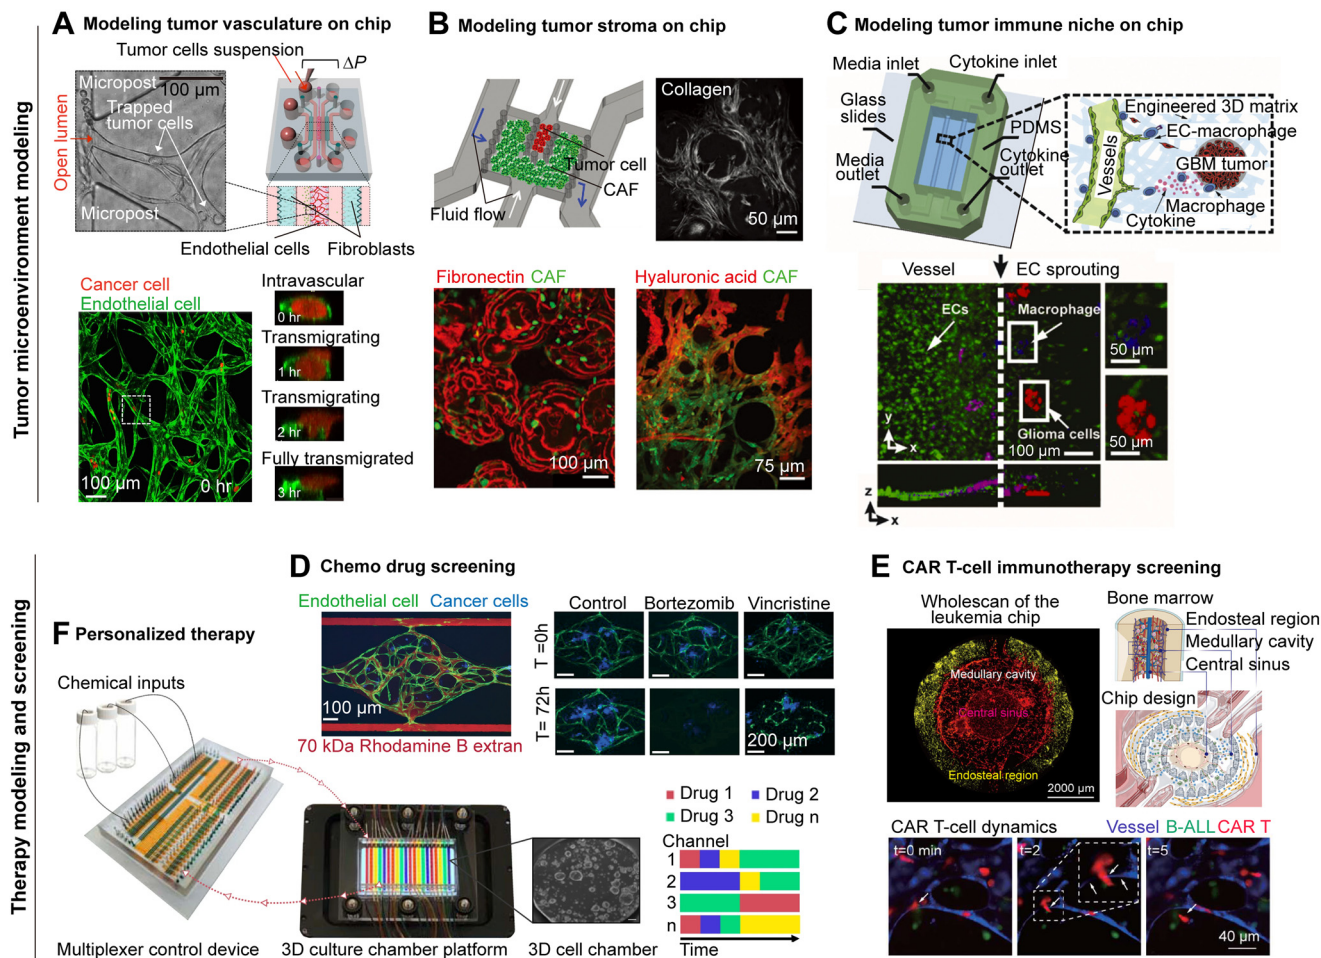 Tumor microenvironment modeling
A Modeling tumor vasculature on chip
Tumor cells suspension
ΔP
Micropost
100 µm
Trapped
tumor cells
Open lumen
Micropost
Endothelial cells
Fibroblasts
Cancer cell
Endothelial cell
100 µm
0 hr
Intravascular
0 hr
Transmigrating
1 hr
Transmigrating
2 hr
Fully transmigrated
3 hr
B Modeling tumor stroma on chip
Tumor cell
CAF
Fluid flow
Collagen
50 µm
Fibronectin CAF
100 µm
Hyaluronic acid CAF
75 µm
C Modeling tumor immune niche on chip
Media inlet
Cytokine inlet
Glass
slides
PDMS
Media
outlet
Cytokine
outlet
Engineered 3D matrix
EC-macrophage
GBM tumor
Vessels
Macrophage
Cytokine
Vessel
EC sprouting
ECs
Macrophage
Glioma cells
100 µm
y
x
z
x
50 µm
50 µm
Therapy modeling and screening
D Chemo drug screening
Endothelial cell Cancer cells
100 µm
70 kDa Rhodamine B extran
Control
Bortezomib
Vincristine
T =0h
T= 72h
200 µm
E CAR T-cell immunotherapy screening
Wholescan of the
leukemia chip
Medullary cavity
Central sinus
Endosteal region
2000 µm
Bone marrow
Endosteal region
Medullary cavity
Central sinus
Chip design
CAR T-cell dynamics
Vessel B-ALL CAR T
t=0 min
t=2
t=5
40 µm
F Personalized therapy
Chemical inputs
Multiplexer control device
3D culture chamber platform
3D cell chamber
Drug 1
Drug 2
Drug 3
Drug n
Channel
1
2
3
n
Time